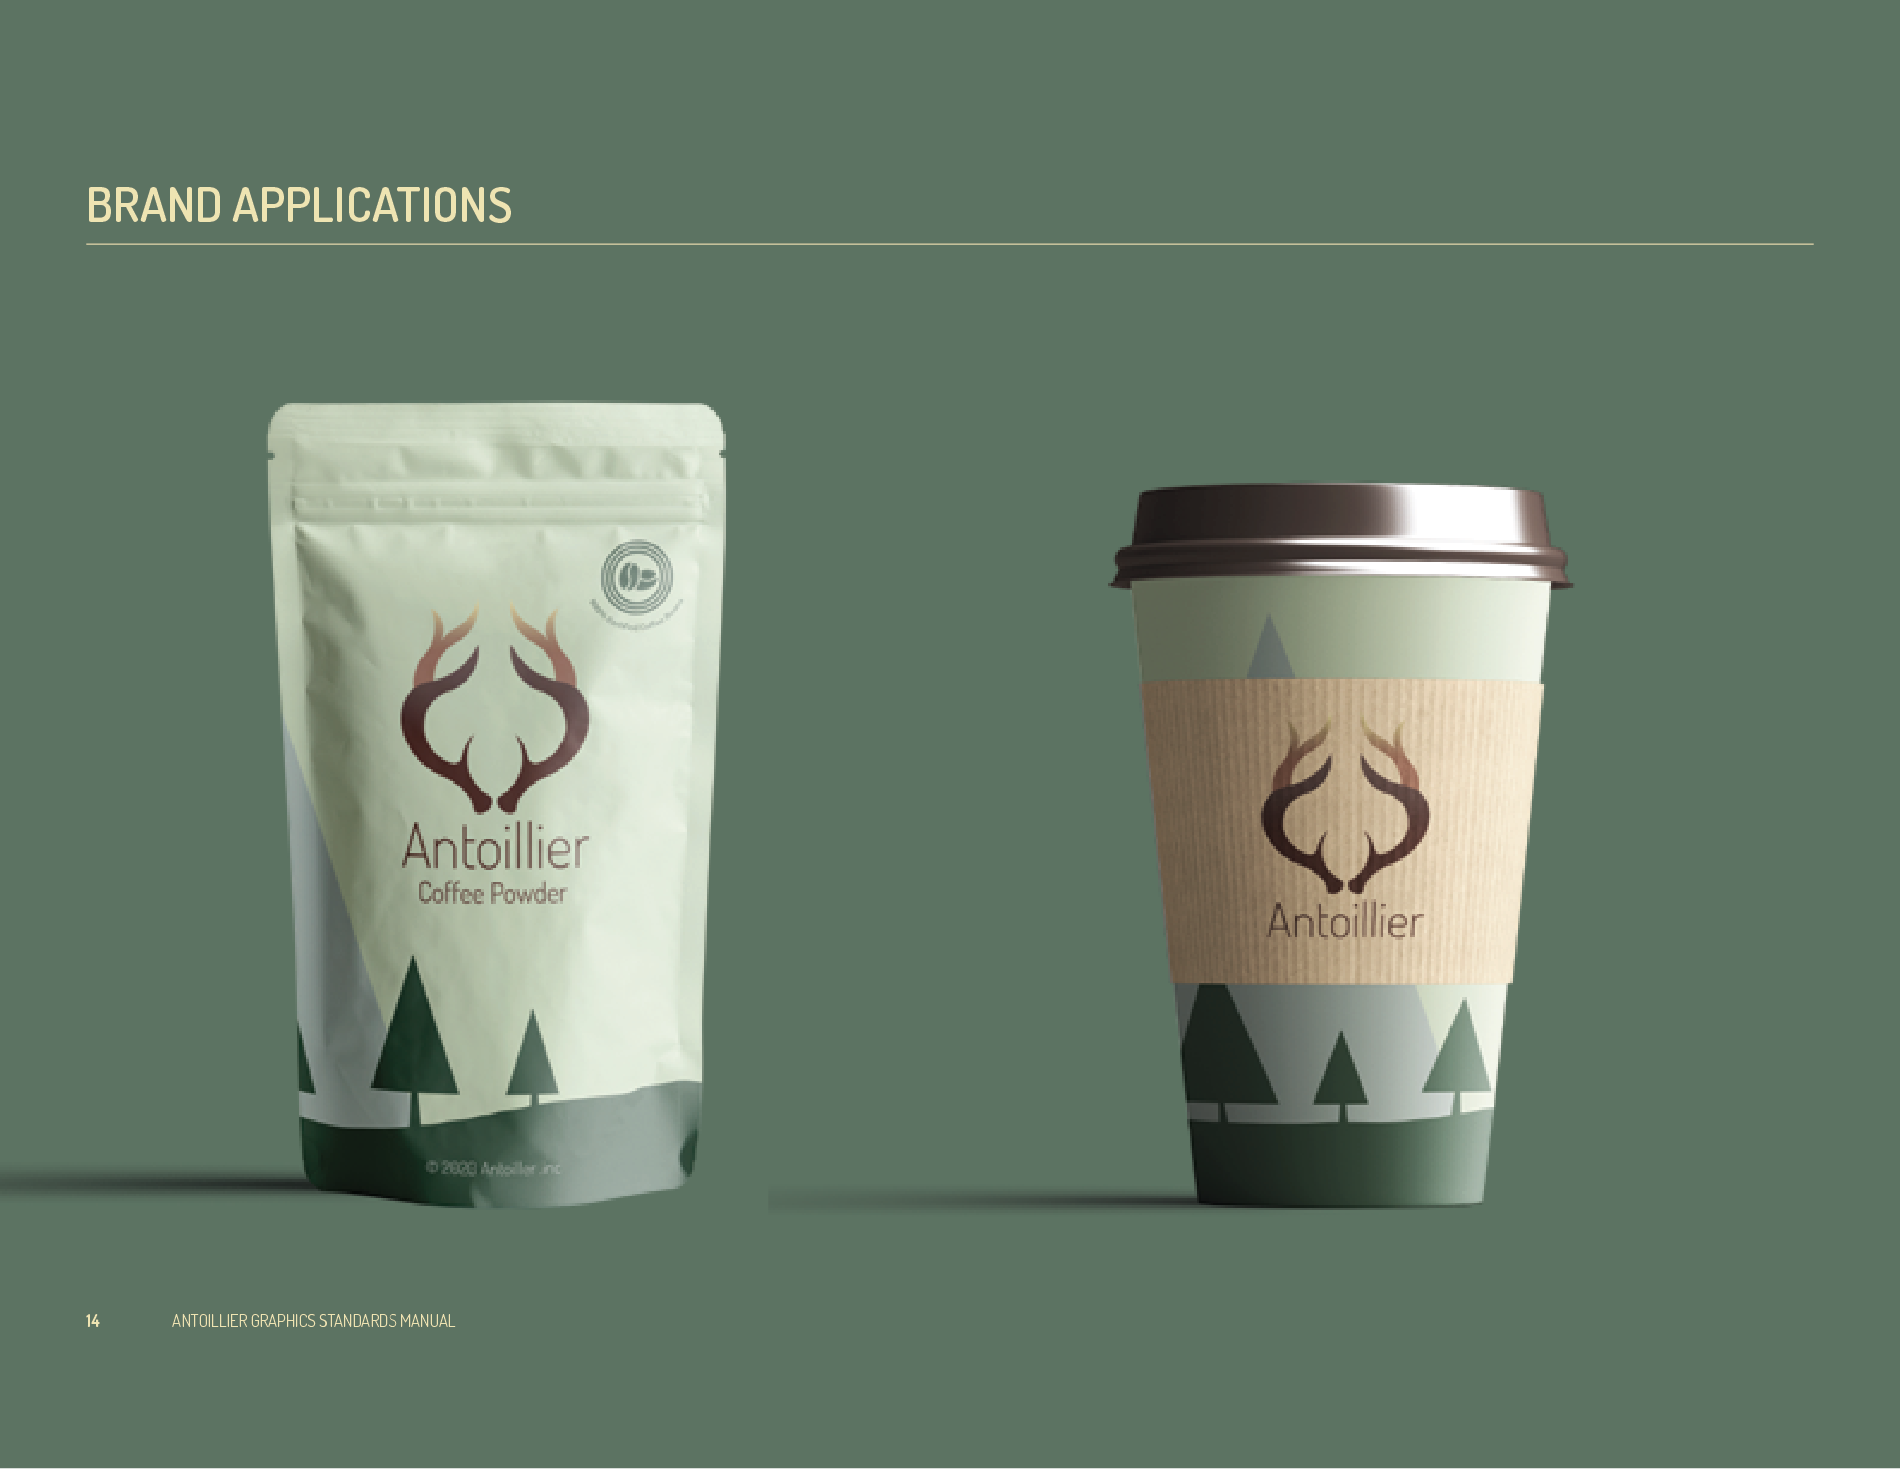 BRAND APPLICATIONS
Antoillier
Coffee Powder
© 2020 Antoillier .inc
Antoillier
14 ANTOILLIER GRAPHICS STANDARDS MANUAL